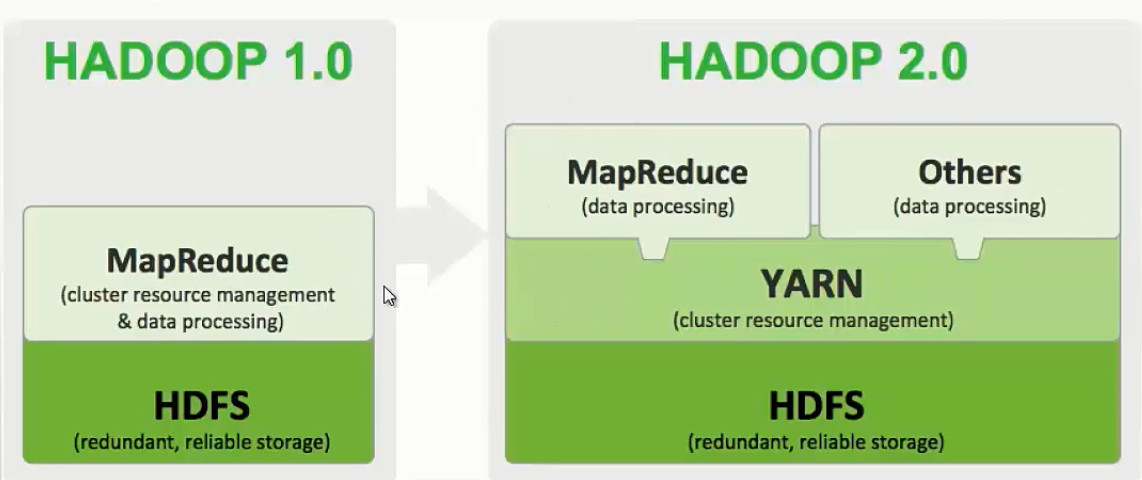 HADOOP 1.0
MapReduce
(cluster resource management
& data processing)
HDFS
(redundant, reliable storage)
HADOOP 2.0
MapReduce
(data processing)
Others
(data processing)
YARN
(cluster resource management)
HDFS
(redundant, reliable storage)